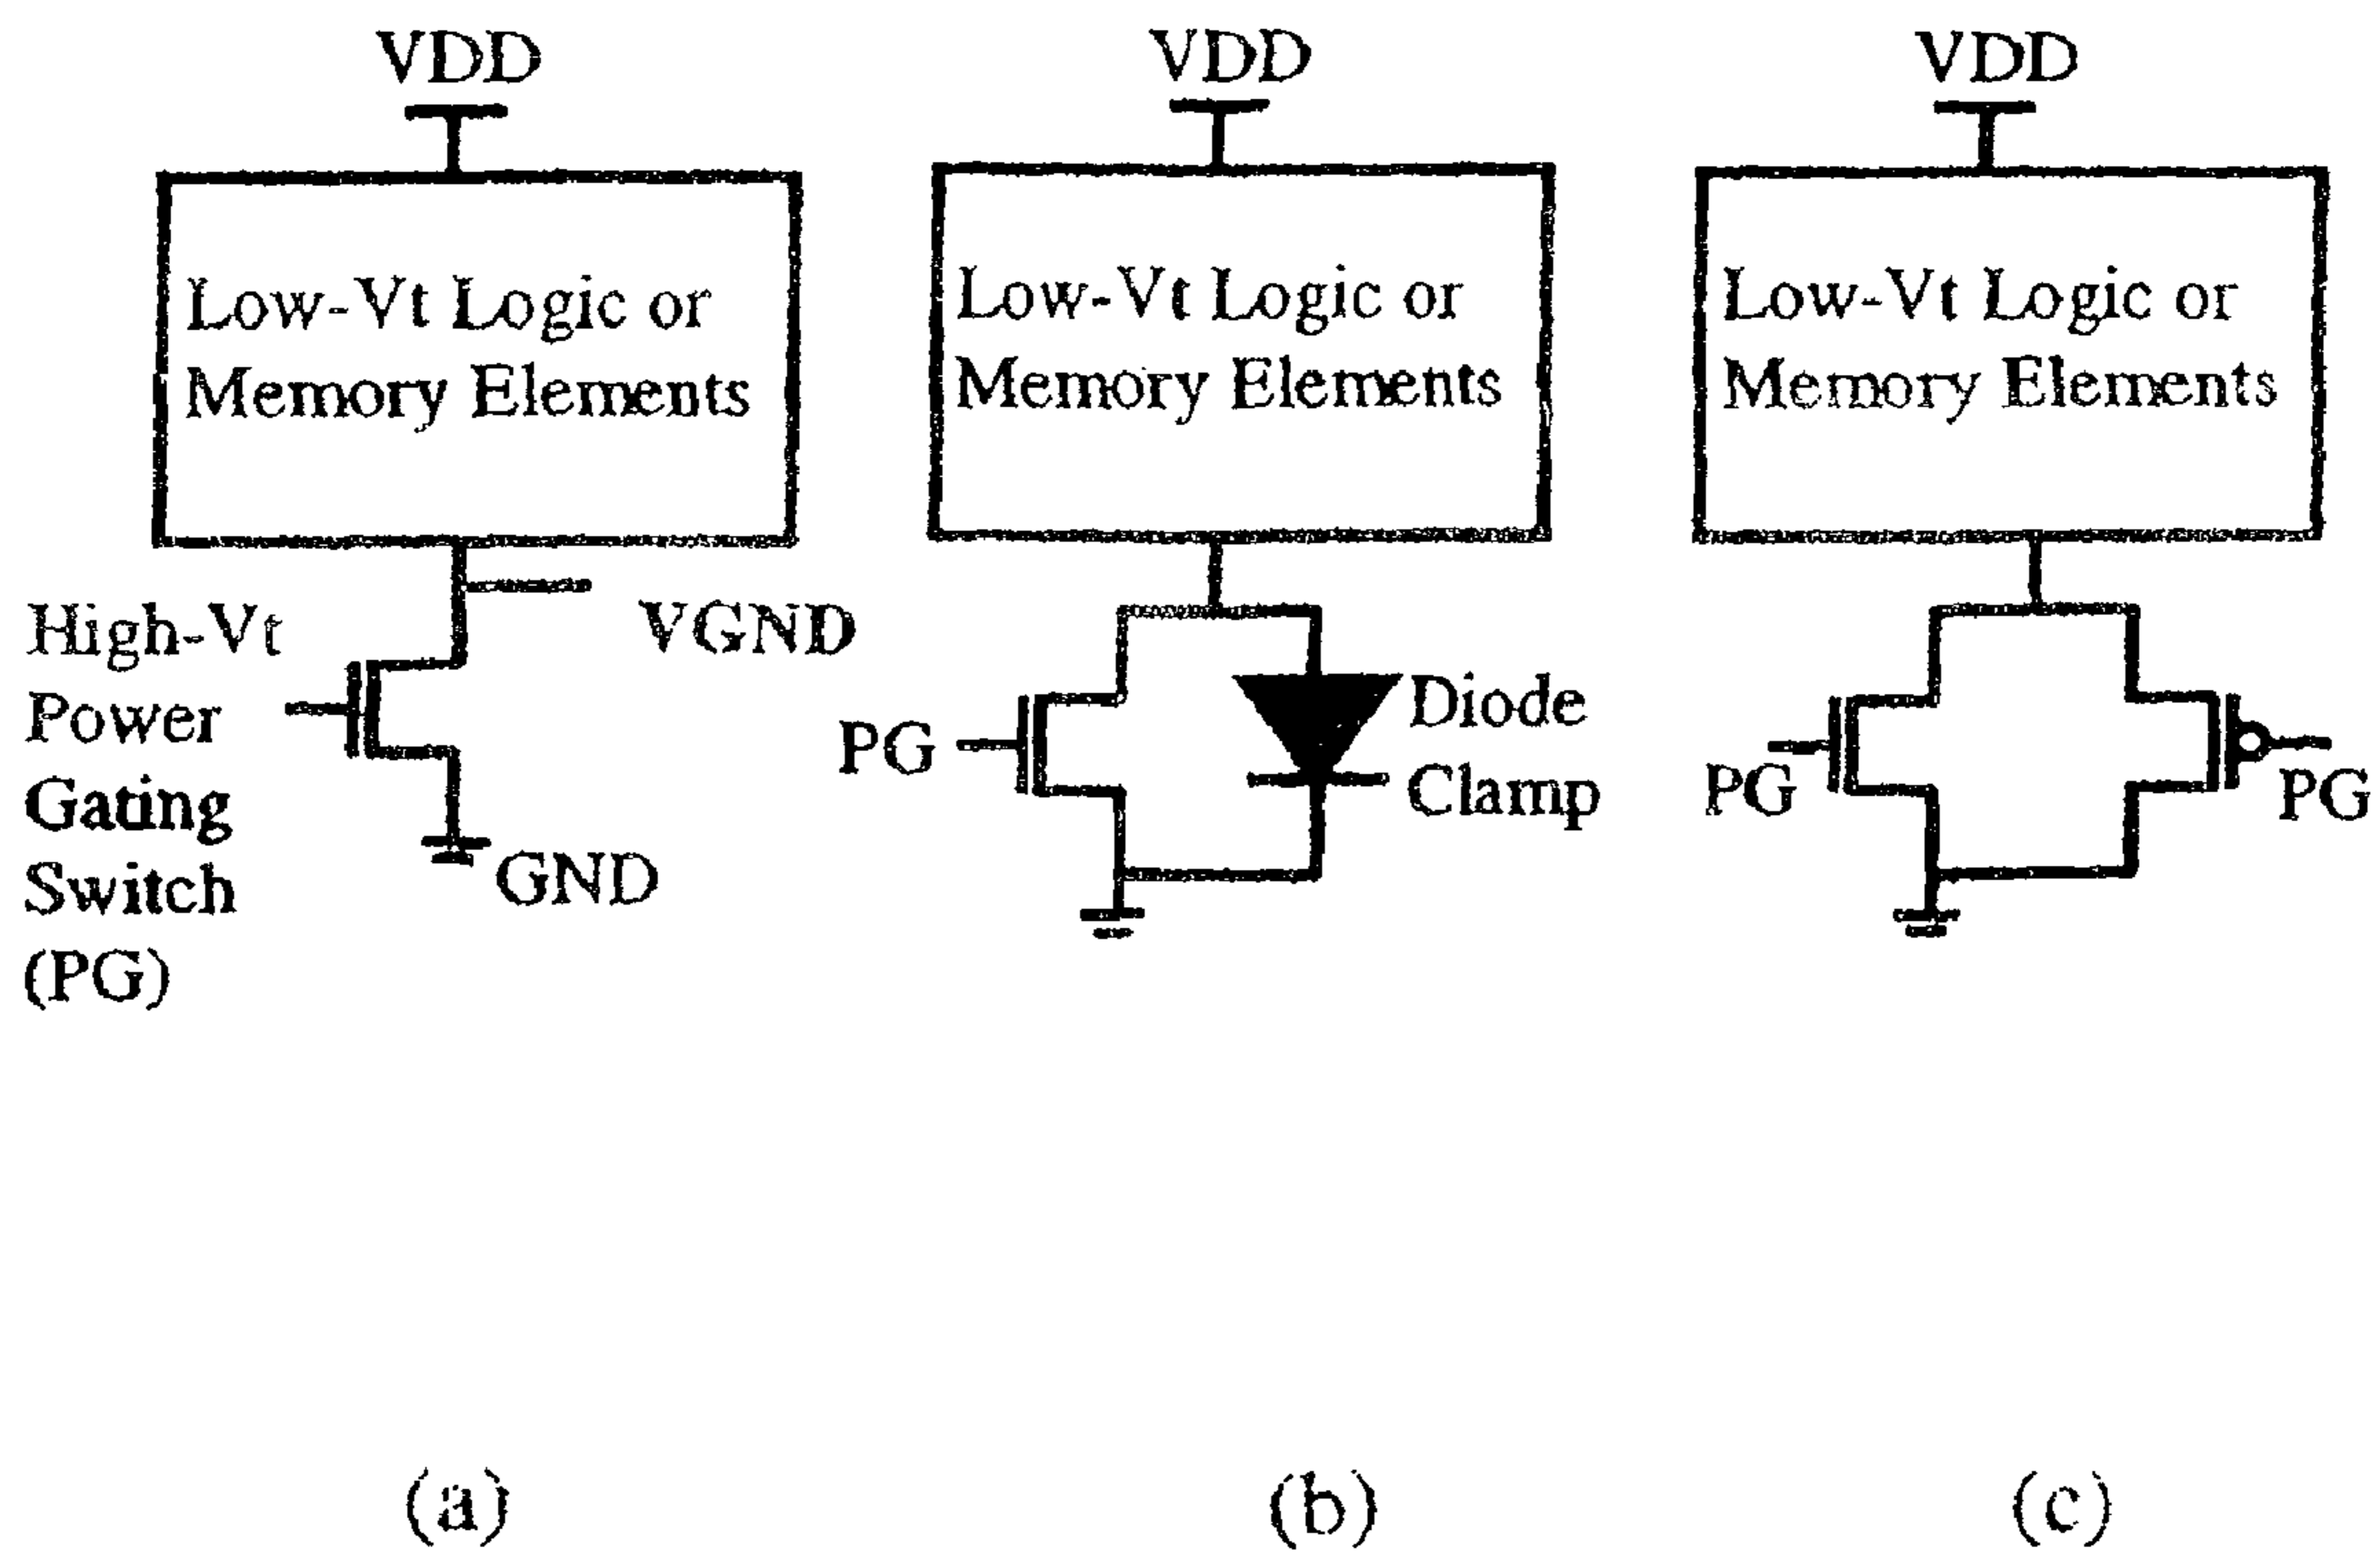 VDD
Low-Vt Logic or
Memory Elements
VGND
High-Vt
Power
Gating
Switch
(PG)
GND
(a)
VDD
Low-Vt Logic or
Memory Elements
PG
Diode
Clamp
(b)
VDD
Low-Vt Logic or
Memory Elements
PG
PG
(c)